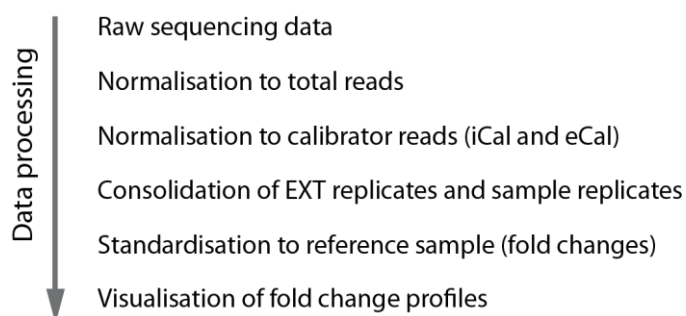 Data processing
Raw sequencing data
Normalisation to total reads
Normalisation to calibrator reads (iCal and eCal)
Consolidation of EXT replicates and sample replicates
Standardisation to reference sample (fold changes)
Visualisation of fold change profiles